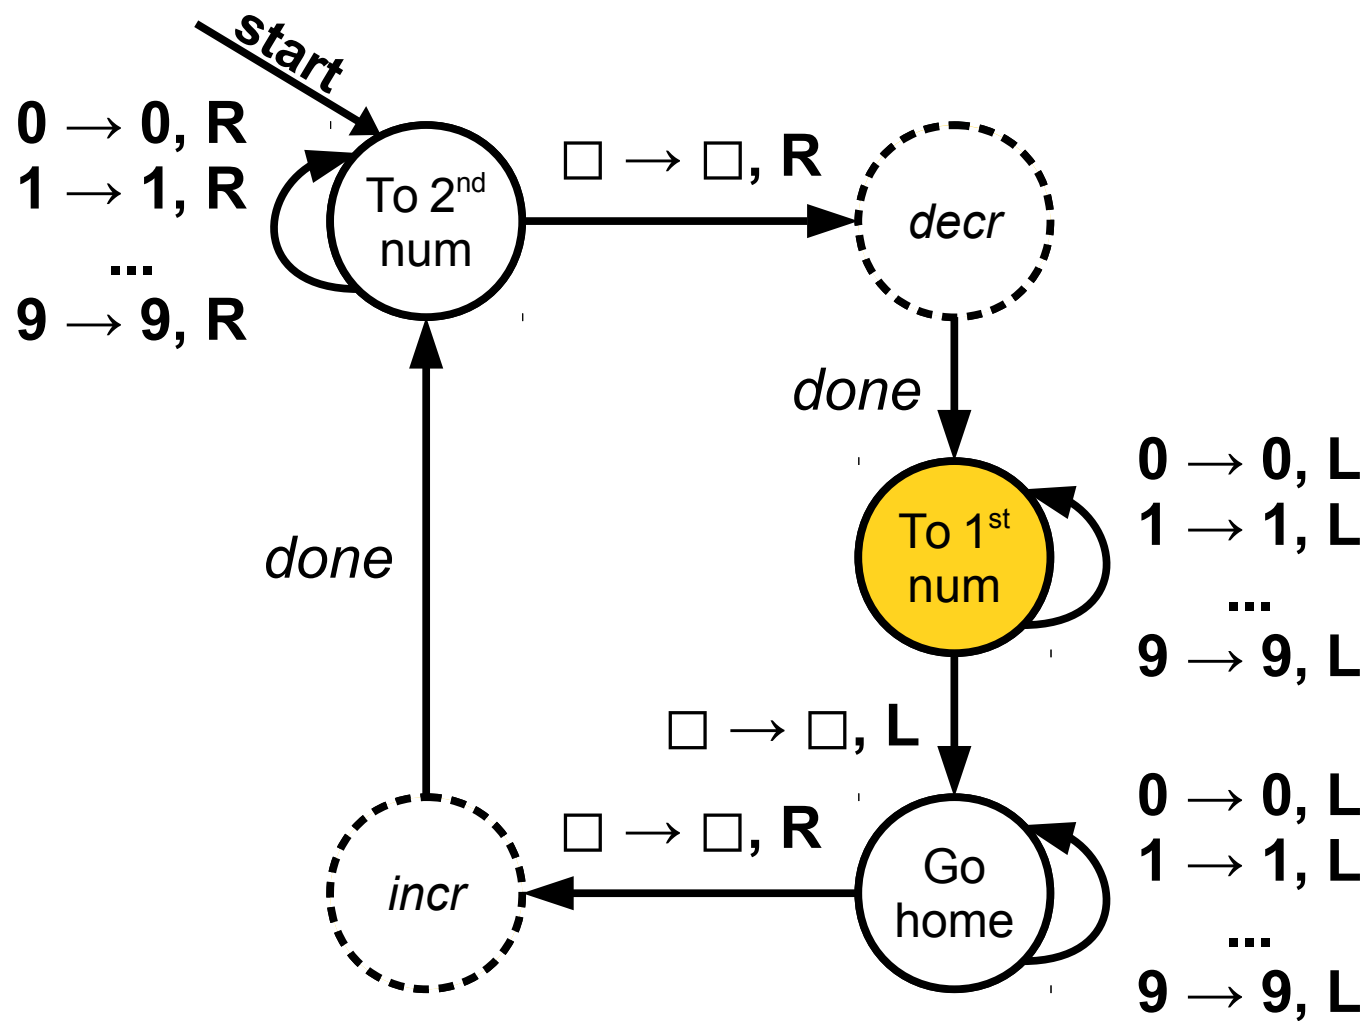 start
0 → 0, R
1 → 1, R
...
9 → 9, R
To 2nd
num
□ → □, R
decr
done
To 1st
num
0 → 0, L
1 → 1, L
...
9 → 9, L
□ → □, L
Go
home
0 → 0, L
1 → 1, L
...
9 → 9, L
□ → □, R
incr
done